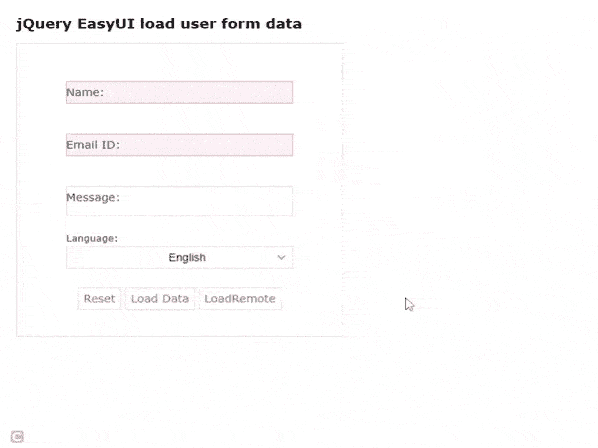 jQuery EasyUI load user form data
Name:
Email ID:
Message:
Language:
English
Reset Load Data LoadRemote